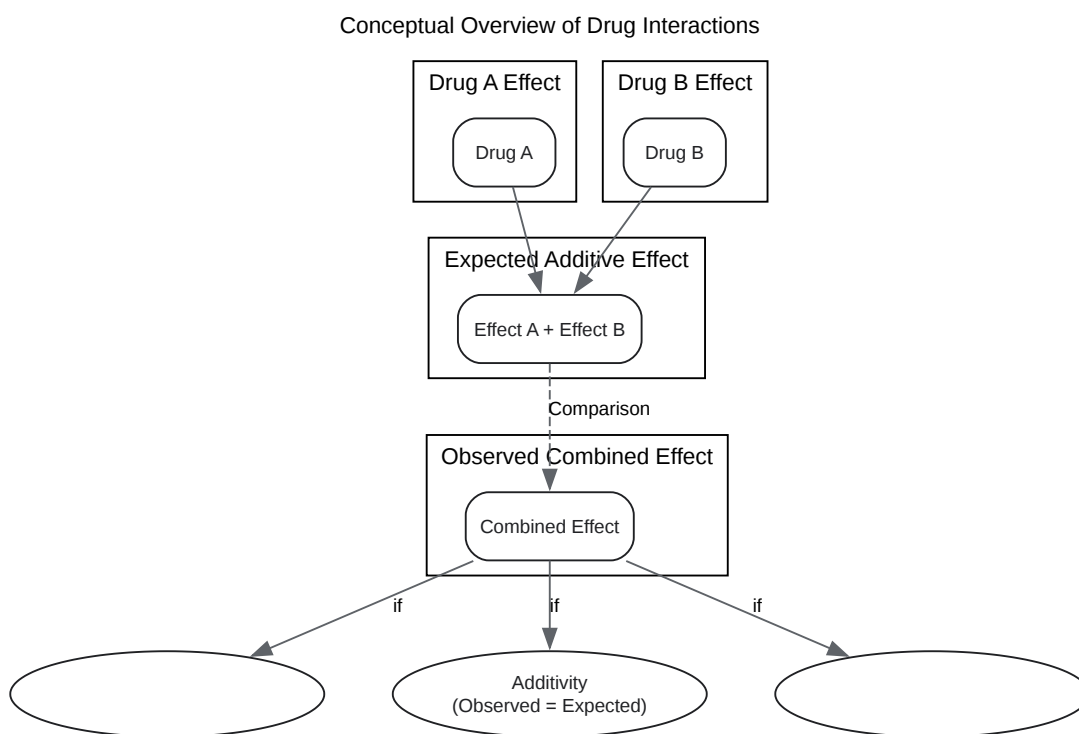 Conceptual Overview of Drug Interactions
Drug A Effect
Drug B Effect
Drug A
Drug B
Expected Additive Effect
Effect A + Effect B
Comparison
Observed Combined Effect
Combined Effect
if
if
if
Additivity
(Observed = Expected)